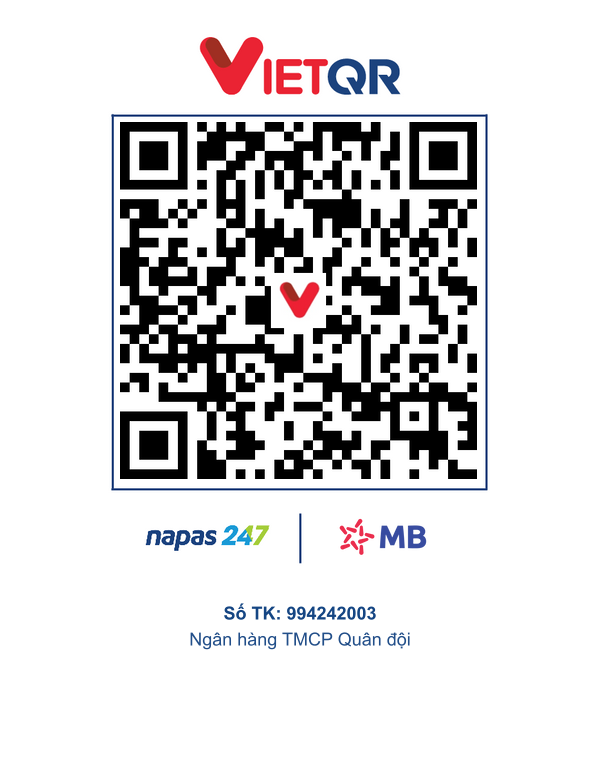 VIETQR
napas 247
MB
Số TK: 994242003
Ngân hàng TMCP Quân đội